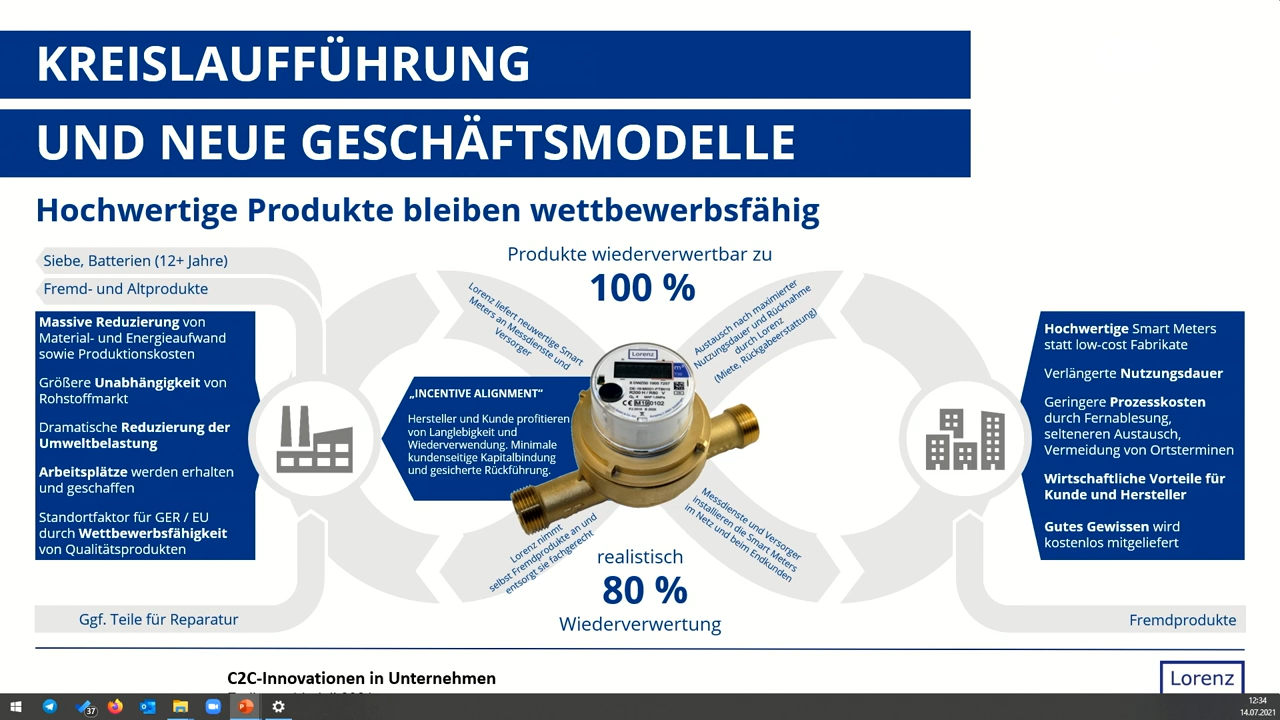 KREISLAUFFÜHRUNG
UND NEUE GESCHÄFTSMODELLE
Hochwertige Produkte bleiben wettbewerbsfähig
Siebe, Batterien (12+ Jahre)
Fremd- und Altprodukte
Massive Reduzierung von
Material- und Energieaufwand
sowie Produktionskosten
Größere Unabhängigkeit von
Rohstoffmarkt
Dramatische Reduzierung der
Umweltbelastung
Arbeitsplätze werden erhalten
und geschaffen
Standortfaktor für GER / EU
durch Wettbewerbsfähigkeit
von Qualitätsprodukten
Ggf. Teile für Reparatur
Lorenz liefert neuwertige Smart
Meters an Messdienste und
Versorger
„INCENTIVE ALIGNMENT“
Hersteller und Kunde profitieren
von Langlebigkeit und
Wiederverwendung. Minimale
kundenseitige Kapitalbindung
und gesicherte Rückführung.
Lorenz nimmt
selbst Fremdprodukte an und
entsorgt sie fachgerecht
Produkte wiederverwertbar zu
100 %
Lorenz
realistisch
80 %
Wiederverwertung
Austausch nach maximierter
Nutzungsdauer und Rücknahme
durch Lorenz
(Miete, Rückgabeerstattung)
Messdienste und Versorger
installieren die Smart Meters
im Netz und beim Endkunden
Hochwertige Smart Meters
statt low-cost Fabrikate
Verlängerte Nutzungsdauer
Geringere Prozesskosten
durch Fernablesung,
selteneren Austausch,
Vermeidung von Ortsterminen
Wirtschaftliche Vorteile für
Kunde und Hersteller
Gutes Gewissen wird
kostenlos mitgeliefert
Fremdprodukte
C2C-Innovationen in Unternehmen
Lorenz
37
12:34
14.07.2021